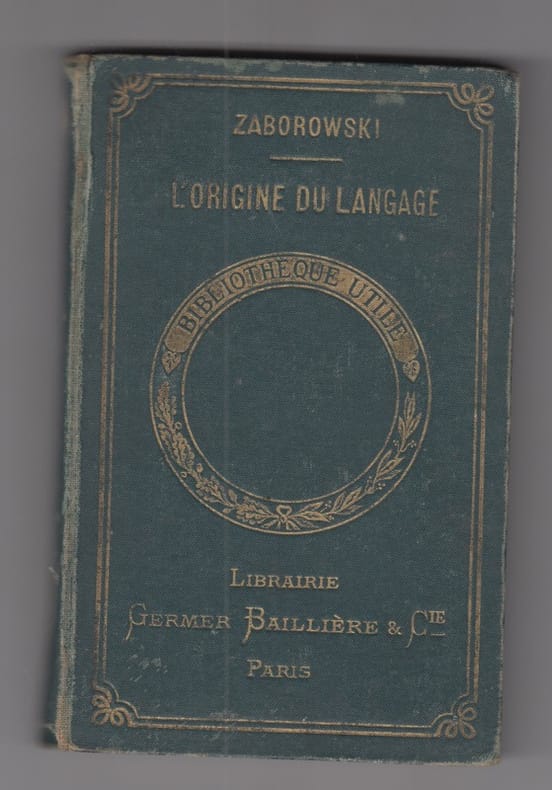 ZABOROWSKI
L'ORIGINE DU LANGAGE
BIBLIOTHÈQUE UTILE
LIBRAIRIE
GERMER BAILLIÈRE & CIE
PARIS